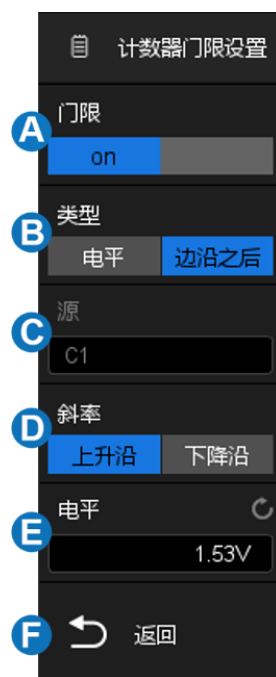 计数器门限设置
A
门限
on
B
类型
电平 边沿之后
C
源
C1
D
斜率
上升沿 下降沿
E
电平
1.53V
F
返回